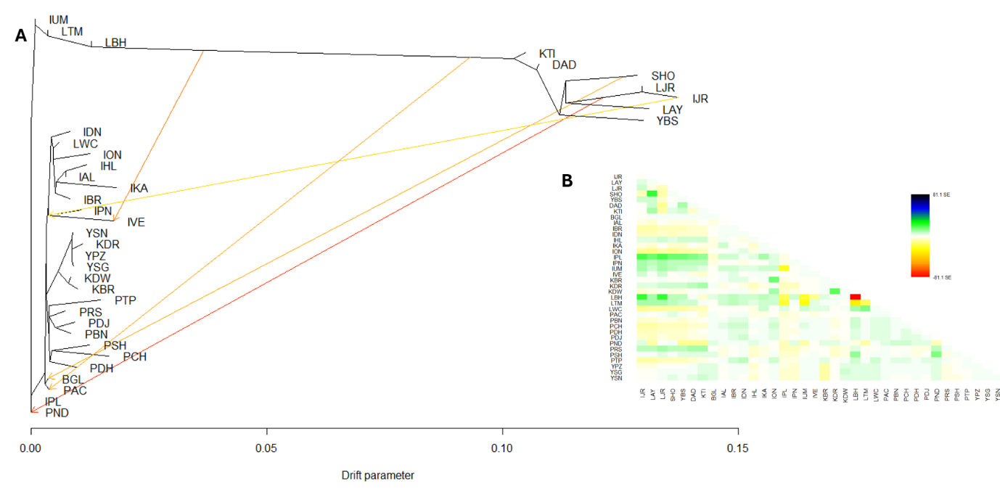 A
IUM
LTM
LBH
KTI
DAD
SHO
LJR
IJR
LAY
YBS
IDN
LWC
ION
IHL
IAL
IKA
IBR
IPN
IVE
YSN
KDR
YPZ
YSG
KDW
KBR
PTP
PRS
PDJ
PBN
PSH
PCH
PDH
BGL
PAC
IPL
PND
0.00 0.05 0.10 0.15
Drift parameter
B
IJR
LAY
LJR
SHO
YBS
DAD
KTI
BGL
IAL
IBR
IDN
IHL
IKA
ION
IPL
IPN
IUM
IVE
KBR
KDR
KDW
LBH
LTM
LWC
PAC
PBN
PCH
PDH
PDJ
PND
PRS
PSH
PTP
YPZ
YSG
YSN
IJR LAY LJR SHO YBS DAD KTI BGL IAL IBR IDN IHL IKA ION IPL IPN IUM IVE KBR KDR KDW LBH LTM LWC PAC PBN PCH PDH PDJ PND PRS PSH PTP YPZ YSG YSN
81.1 SE
-81.1 SE